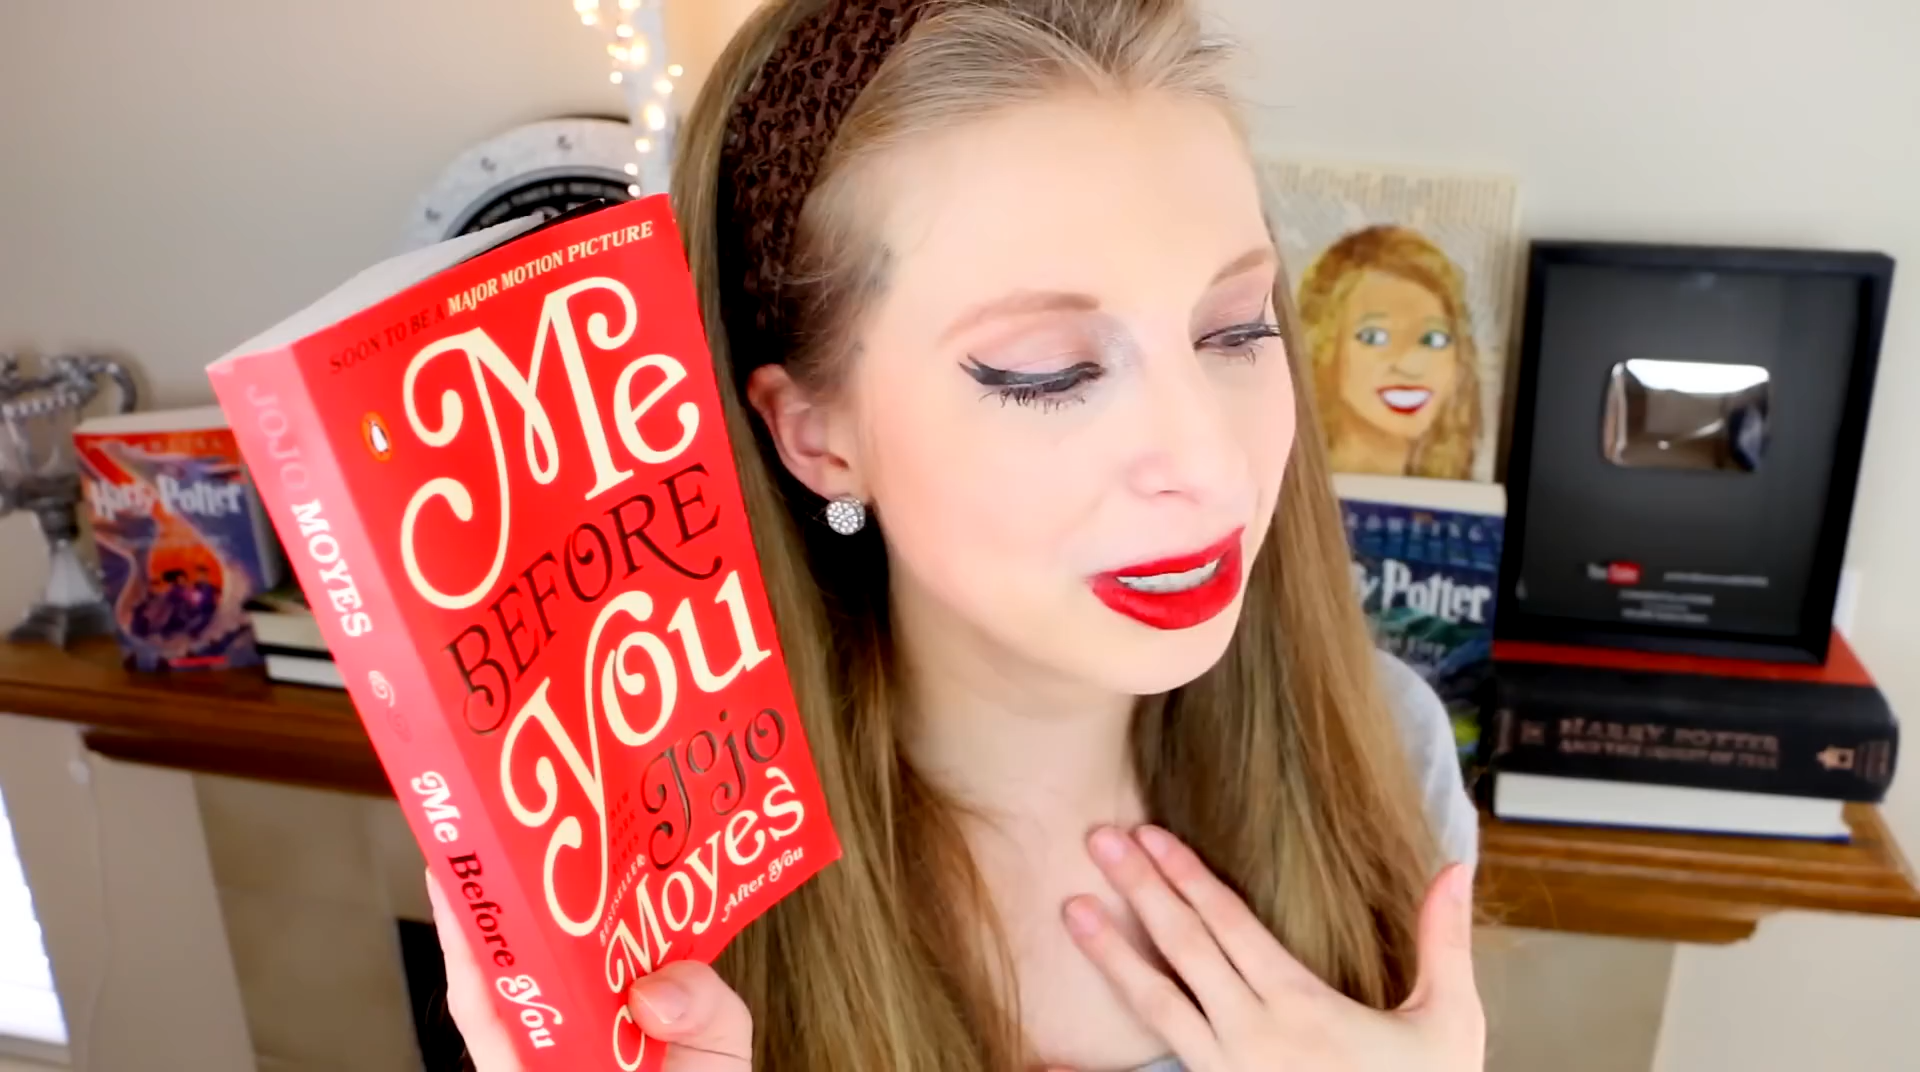 SOON TO BE A MAJOR MOTION PICTURE
Me
BEFORE
You
Jojo
Moyes
After You
JOJO MOYES
Me Before You
Harry Potter
Potter
YouTube
HARRY POTTER